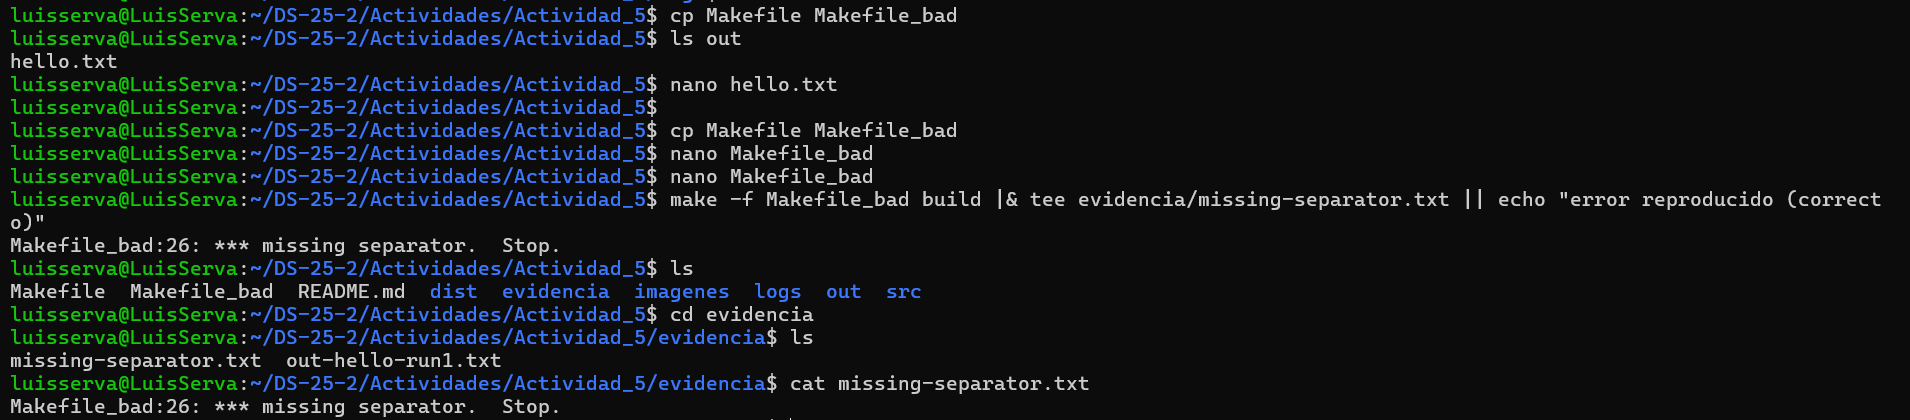 luisserva@LuisServa:~/DS-25-2/Actividades/Actividad_5$ cp Makefile Makefile_bad
luisserva@LuisServa:~/DS-25-2/Actividades/Actividad_5$ ls out
hello.txt
luisserva@LuisServa:~/DS-25-2/Actividades/Actividad_5$ nano hello.txt
luisserva@LuisServa:~/DS-25-2/Actividades/Actividad_5$
luisserva@LuisServa:~/DS-25-2/Actividades/Actividad_5$ cp Makefile Makefile_bad
luisserva@LuisServa:~/DS-25-2/Actividades/Actividad_5$ nano Makefile_bad
luisserva@LuisServa:~/DS-25-2/Actividades/Actividad_5$ nano Makefile_bad
luisserva@LuisServa:~/DS-25-2/Actividades/Actividad_5$ make -f Makefile_bad build |& tee evidencia/missing-separator.txt || echo "error reproducido (correct
o)"
Makefile_bad:26: *** missing separator.  Stop.
luisserva@LuisServa:~/DS-25-2/Actividades/Actividad_5$ ls
Makefile  Makefile_bad  README.md  dist  evidencia  imagenes  logs  out  src
luisserva@LuisServa:~/DS-25-2/Actividades/Actividad_5$ cd evidencia
luisserva@LuisServa:~/DS-25-2/Actividades/Actividad_5/evidencia$ ls
missing-separator.txt  out-hello-run1.txt
luisserva@LuisServa:~/DS-25-2/Actividades/Actividad_5/evidencia$ cat missing-separator.txt
Makefile_bad:26: *** missing separator.  Stop.